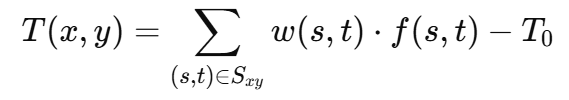 T(x, y) = ∑_{(s,t)∈S_{xy}} w(s, t) · f(s, t) − T_0